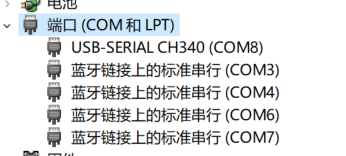 电池
端口 (COM 和 LPT)
USB-SERIAL CH340 (COM8)
蓝牙链接上的标准串行 (COM3)
蓝牙链接上的标准串行 (COM4)
蓝牙链接上的标准串行 (COM6)
蓝牙链接上的标准串行 (COM7)